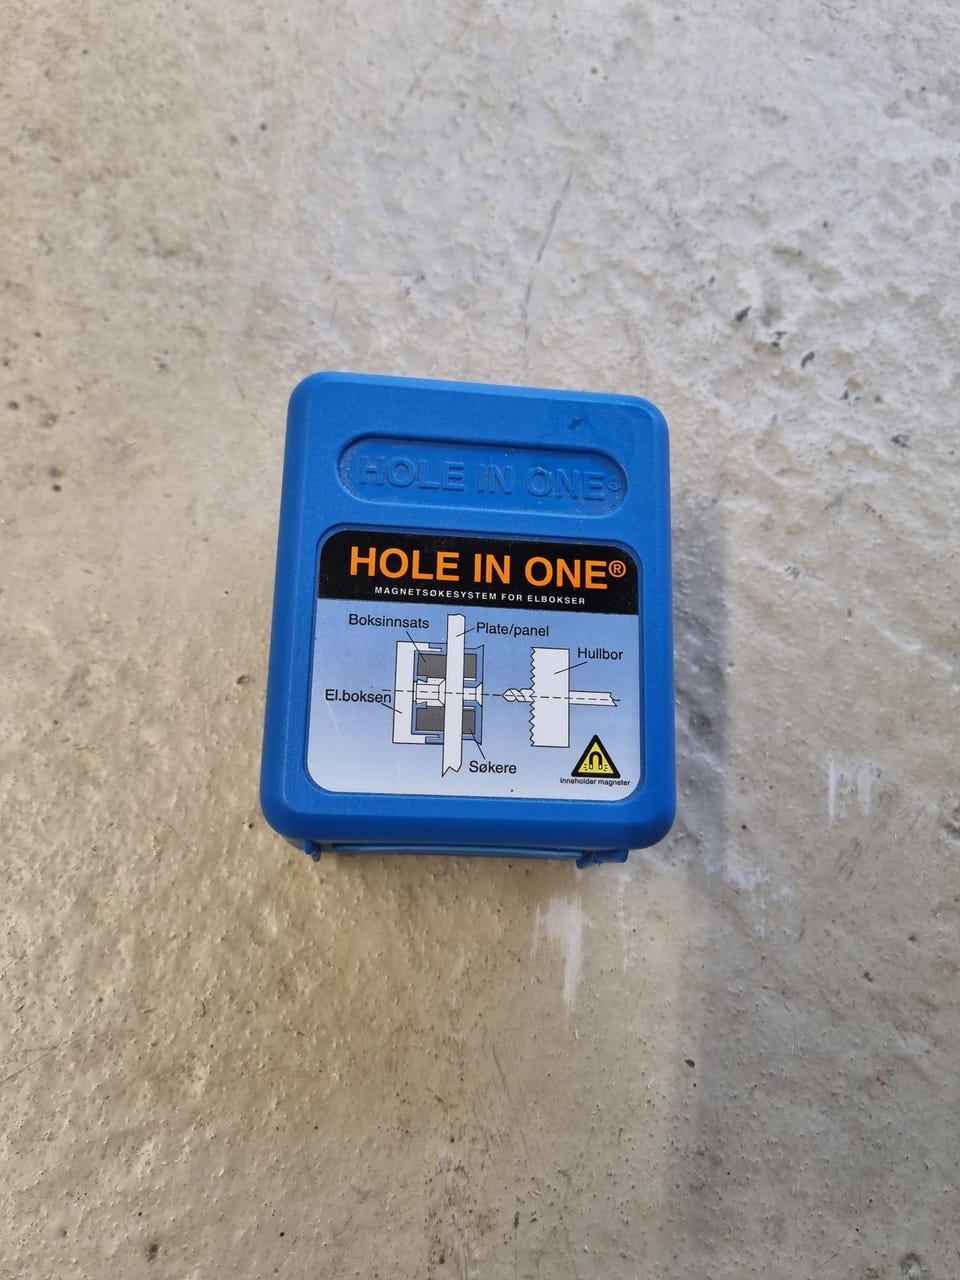 HOLE IN ONE®
HOLE IN ONE®
MAGNETSØKESYSTEM FOR ELBOKSER
Boksinnsats
Plate/panel
Hullbor
El.boksen
Søkere
inneholder magneter